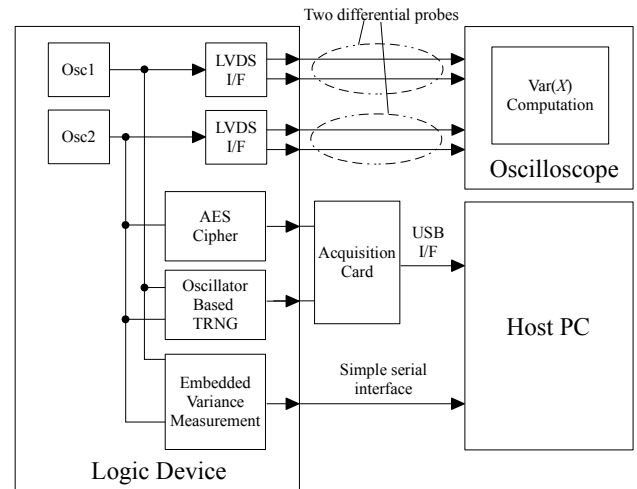 Two differential probes
Osc1
LVDS
I/F
Var(X)
Computation
Osc2
LVDS
I/F
Oscilloscope
AES
Cipher
Acquisition
Card
USB
I/F
Oscillator
Based
TRNG
Host PC
Embedded
Variance
Measurement
Simple serial
interface
Logic Device